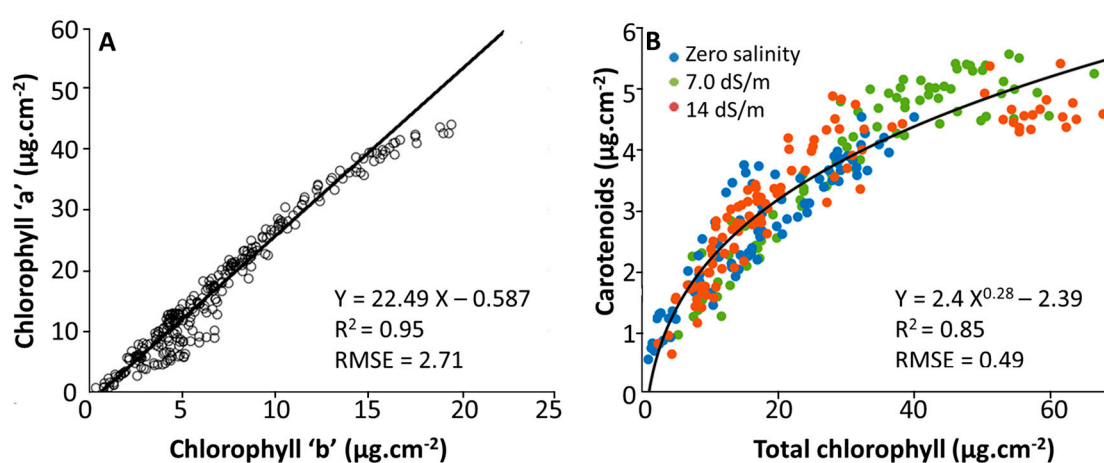 A
Chlorophyll ‘a’ (µg.cm-2)
60
50
40
30
20
10
0
0 5 10 15 20 25
Y = 22.49 X – 0.587
R2 = 0.95
RMSE = 2.71
Chlorophyll ‘b’ (µg.cm-2)
B
Carotenoids (µg.cm-2)
6
5
4
3
2
1
0
0 20 40 60
Zero salinity
7.0 dS/m
14 dS/m
Y = 2.4 X0.28 – 2.39
R2 = 0.85
RMSE = 0.49
Total chlorophyll (µg.cm-2)